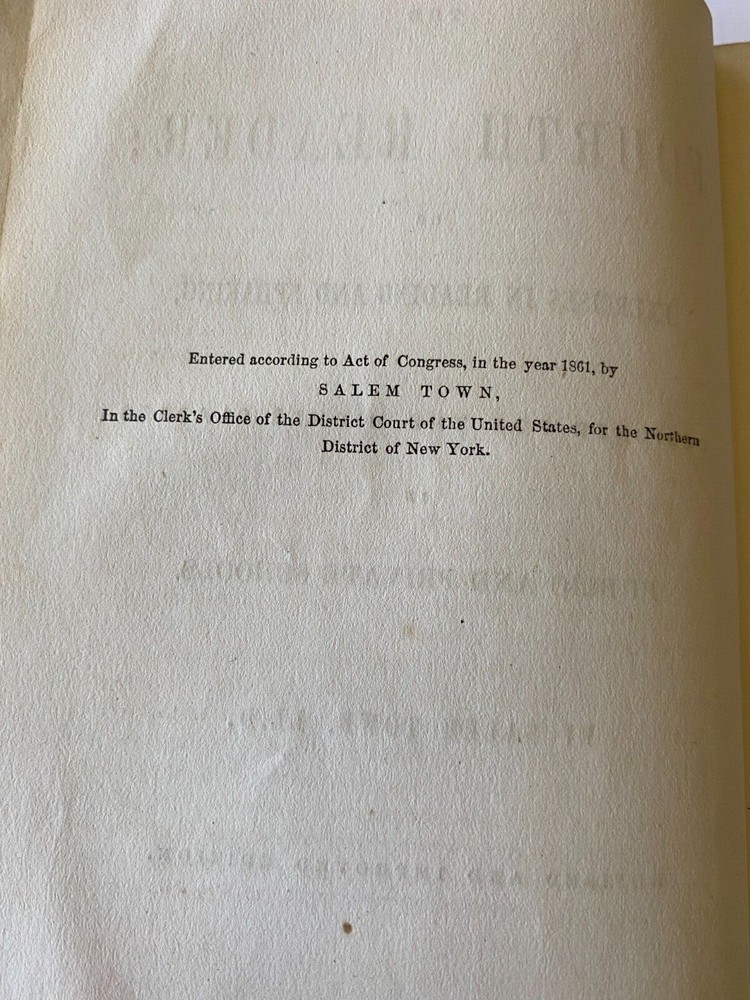 Entered according to Act of Congress, in the year 1861, by
SALEM TOWN,
In the Clerk's Office of the District Court of the United States, for the Northern
District of New York.